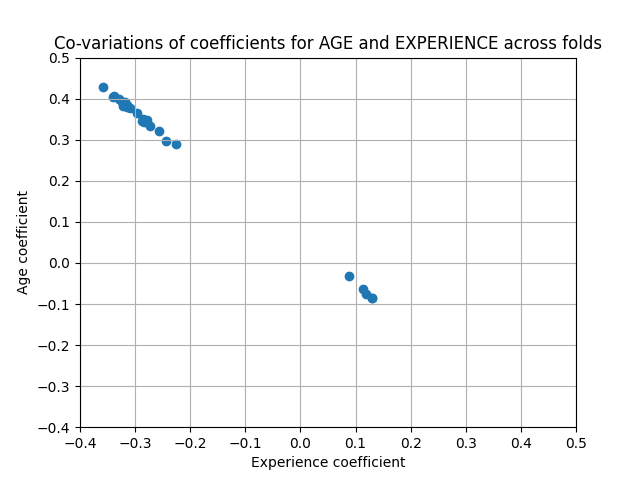 Co-variations of coefficients for AGE and EXPERIENCE across folds
0.5
0.4
0.3
0.2
0.1
0.0
−0.1
−0.2
−0.3
−0.4
Age coefficient
−0.4 −0.3 −0.2 −0.1 0.0 0.1 0.2 0.3 0.4 0.5
Experience coefficient